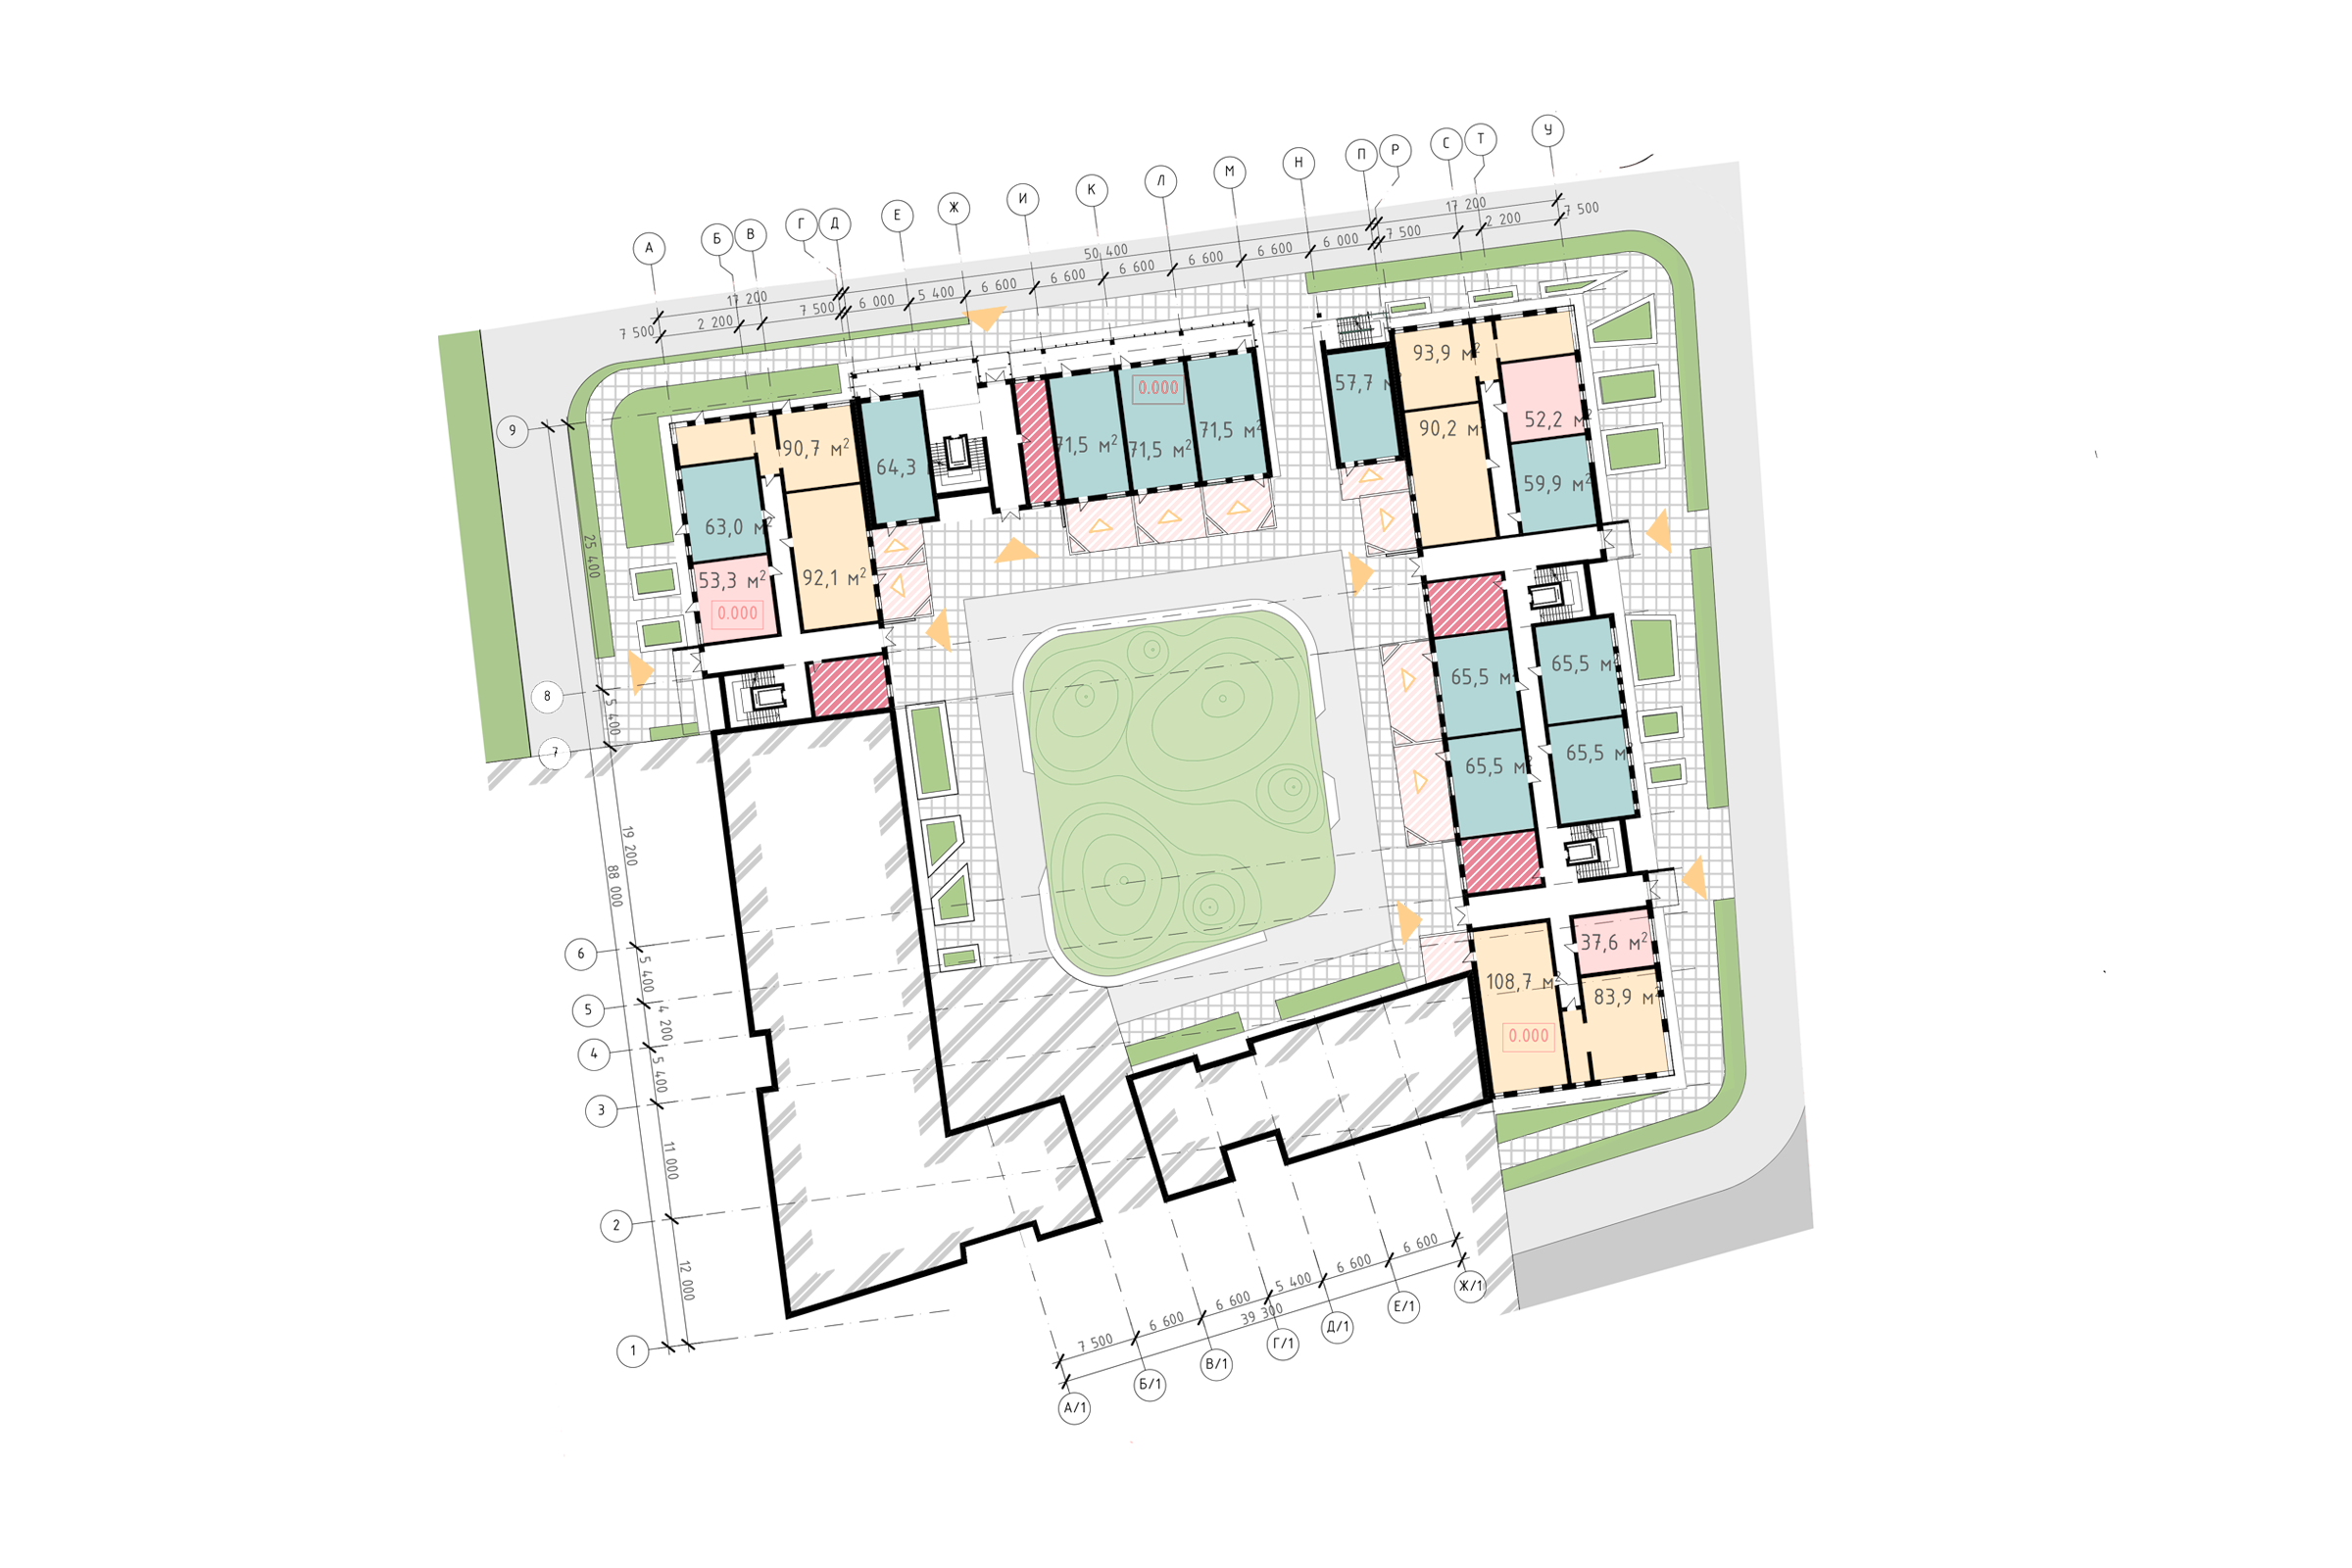 У
Т
С
Р
П
Н
М
Л
К
И
Ж
Е
Д
Г
В
Б
А
17 200
7 500
2 200
7 500
50 400
6 000
6 600
6 600
6 600
6 600
6 600
5 400
6 000
17 200
7 500
2 200
7 500
93,9 м²
57,7 м
0.000
52,2 м²
90,2 м
90,7 м²
71,5 м²
71,5 м²
71,5 м²
64,3
59,9 м²
63,0 м²
92,1 м²
53,3 м²
0.000
9
25 400
8
5 400
7
65,5 м
65,5 м
65,5 м
65,5 м²
19 200
88 000
6
5 400
5
4 200
4
5 400
3
11 000
2
12 000
1
37,6 м²
108,7 м²
83,9 м²
0.000
6 600
6 600
5 400
6 600
6 600
7 500
39 300
Ж/1
Е/1
Д/1
Г/1
В/1
Б/1
А/1